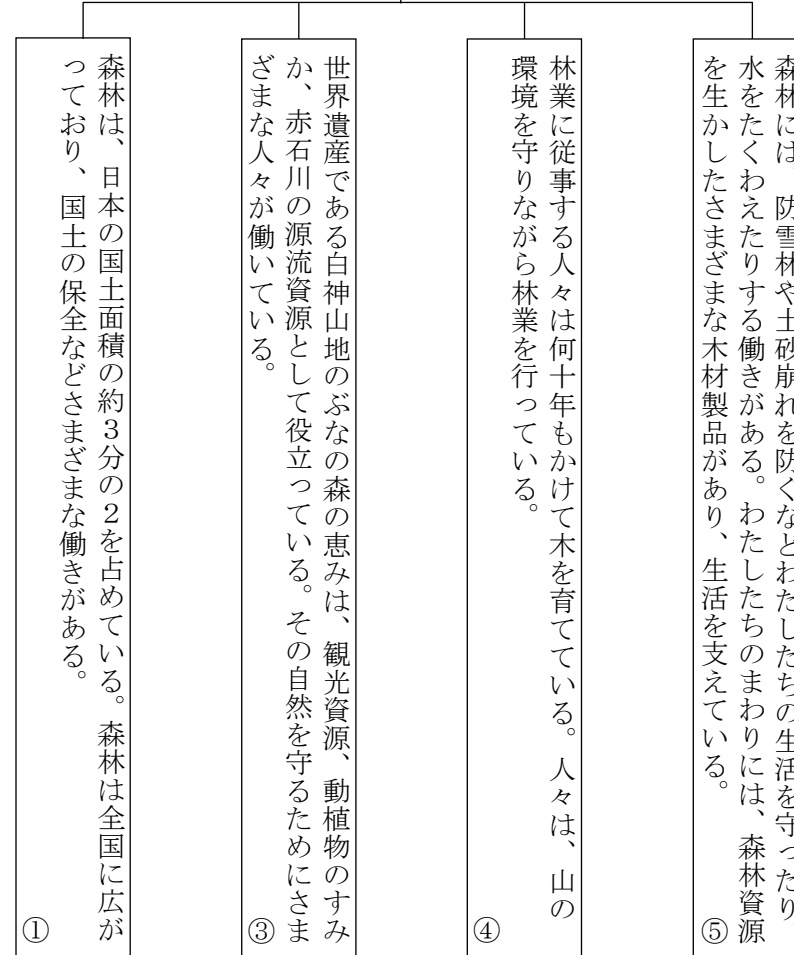 森林には、防雪林や土砂崩れを防ぐなどわたしたちの生活を守ったり
水をたくわえたりする働きがある。わたしたちのまわりには、森林資源
を生かしたさまざまな木材製品があり、生活を支えている。
⑤
林業に従事する人々は何十年もかけて木を育てている。人々は、山の
環境を守りながら林業を行っている。
④
世界遺産である白神山地のぶなの森の恵みは、観光資源、動植物のすみ
か、赤石川の源流資源として役立っている。その自然を守るためにさま
ざまな人々が働いている。
③
森林は、日本の国土面積の約3分の2を占めている。森林は全国に広が
っており、国土の保全などさまざまな働きがある。
①